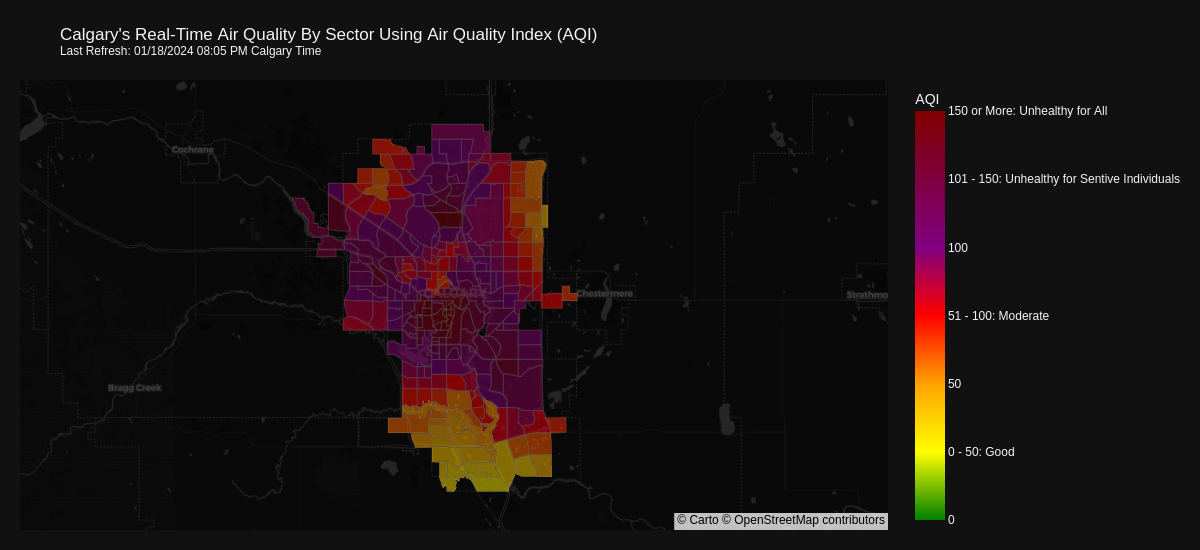 Calgary's Real-Time Air Quality By Sector Using Air Quality Index (AQI)
Last Refresh: 01/18/2024 08:05 PM Calgary Time
AQI
150 or More: Unhealthy for All
Cochrane
101 - 150: Unhealthy for Sentive Individuals
100
CALGARY
Chestermere
Strathmo
51 - 100: Moderate
Bragg Creek
50
0 - 50: Good
© Carto © OpenStreetMap contributors
0